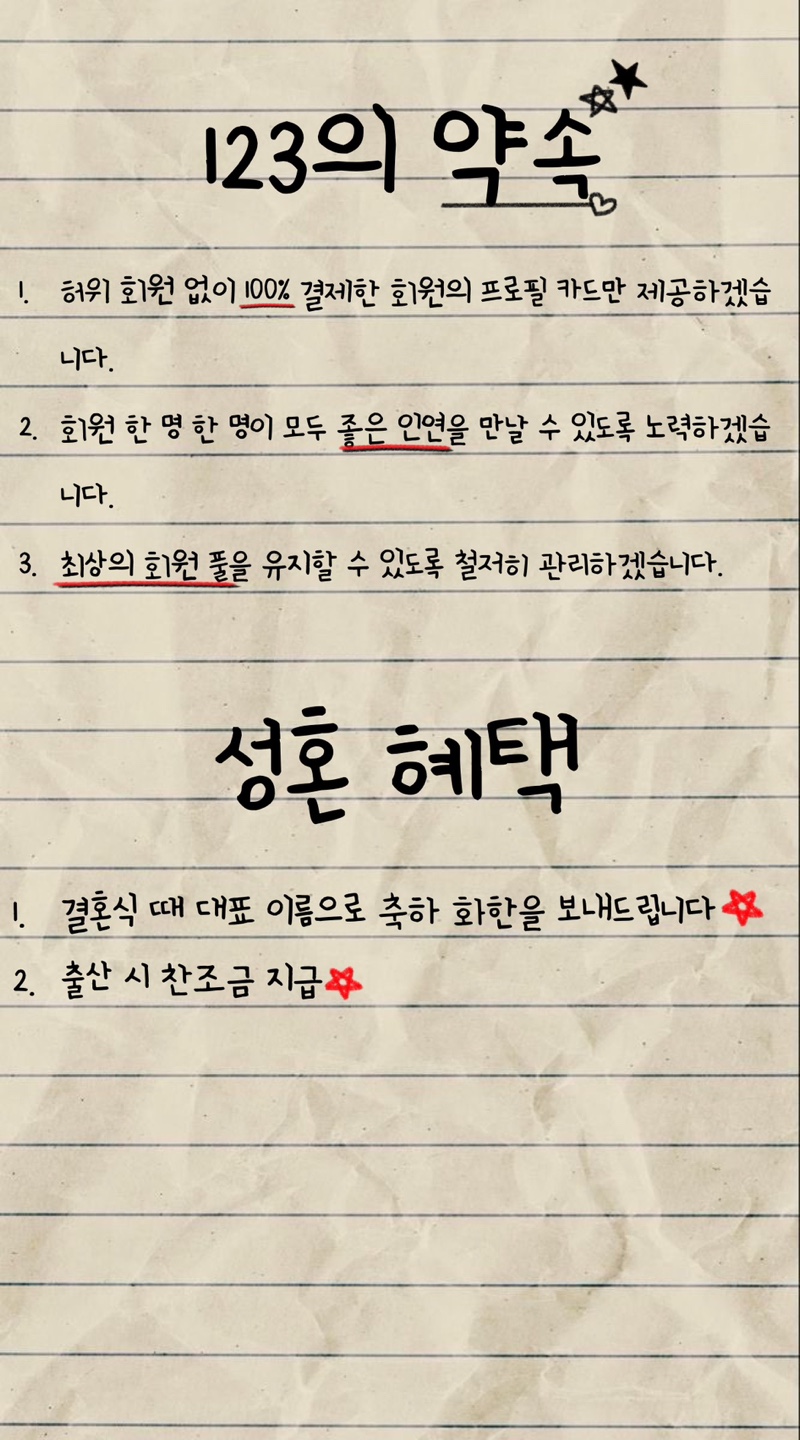 123의 약속
1. 허위 회원 없이 100% 결제한 회원의 프로필 카드만 제공하겠습
니다.
2. 회원 한 명 한 명이 모두 좋은 인연을 만날 수 있도록 노력하겠습
니다.
3. 최상의 회원 풀을 유지할 수 있도록 철저히 관리하겠습니다.
성혼 혜택
1. 결혼식 때 대표 이름으로 축하 화한을 보내드립니다
2. 출산 시 찬조금 지급